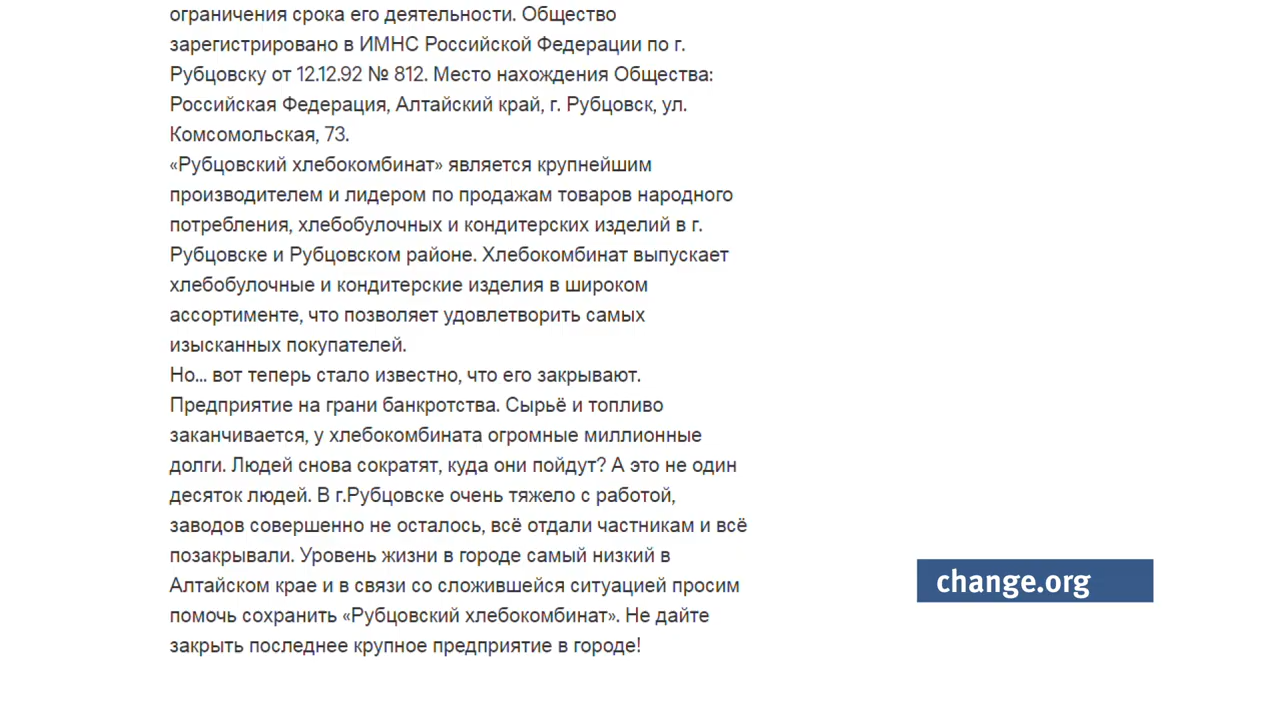 ограничения срока его деятельности. Общество
зарегистрировано в ИМНС Российской Федерации по г.
Рубцовску от 12.12.92 № 812. Место нахождения Общества:
Российская Федерация, Алтайский край, г. Рубцовск, ул.
Комсомольская, 73.
«Рубцовский хлебокомбинат» является крупнейшим
производителем и лидером по продажам товаров народного
потребления, хлебобулочных и кондитерских изделий в г.
Рубцовске и Рубцовском районе. Хлебокомбинат выпускает
хлебобулочные и кондитерские изделия в широком
ассортименте, что позволяет удовлетворить самых
изысканных покупателей.
Но... вот теперь стало известно, что его закрывают.
Предприятие на грани банкротства. Сырьё и топливо
заканчивается, у хлебокомбината огромные миллионные
долги. Людей снова сократят, куда они пойдут? А это не один
десяток людей. В г.Рубцовске очень тяжело с работой,
заводов совершенно не осталось, всё отдали частникам и всё
позакрывали. Уровень жизни в городе самый низкий в
Алтайском крае и в связи со сложившейся ситуацией просим
помочь сохранить «Рубцовский хлебокомбинат». Не дайте
закрыть последнее крупное предприятие в городе!
change.org